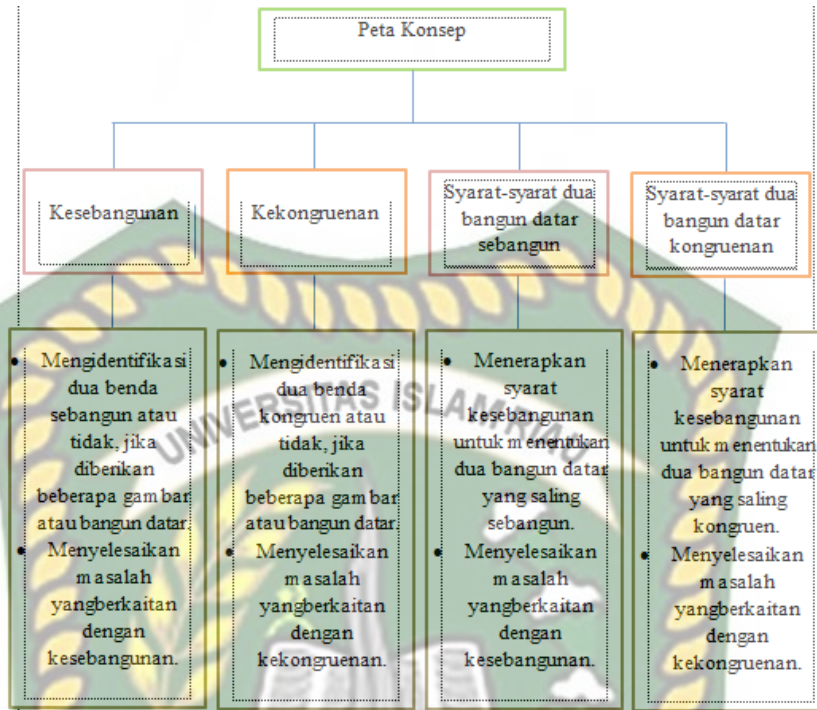 Peta Konsep
Kesebangunan
Kekongruenan
Syarat-syarat dua
bangun datar
sebangun
Syarat-syarat dua
bangun datar
kongruenan
• Mengidentifikasi
dua benda
sebangun atau
tidak, jika
diberikan
beberapa gambar
atau bangun datar.
• Menyelesaikan
masalah
yangberkaitan
dengan
kesebangunan.
• Mengidentifikasi
dua benda
kongruen atau
tidak, jika
diberikan
beberapa gambar
atau bangun datar.
• Menyelesaikan
masalah
yangberkaitan
dengan
kekongruenan.
• Menerapkan
syarat
kesebangunan
untuk menentukan
dua bangun datar
yang saling
sebangun.
• Menyelesaikan
masalah
yangberkaitan
dengan
kesebangunan.
• Menerapkan
syarat
kesebangunan
untuk menentukan
dua bangun datar
yang saling
kongruen.
• Menyelesaikan
masalah
yangberkaitan
dengan
kekongruenan.
UNIVERSITAS ISLAM RIAU